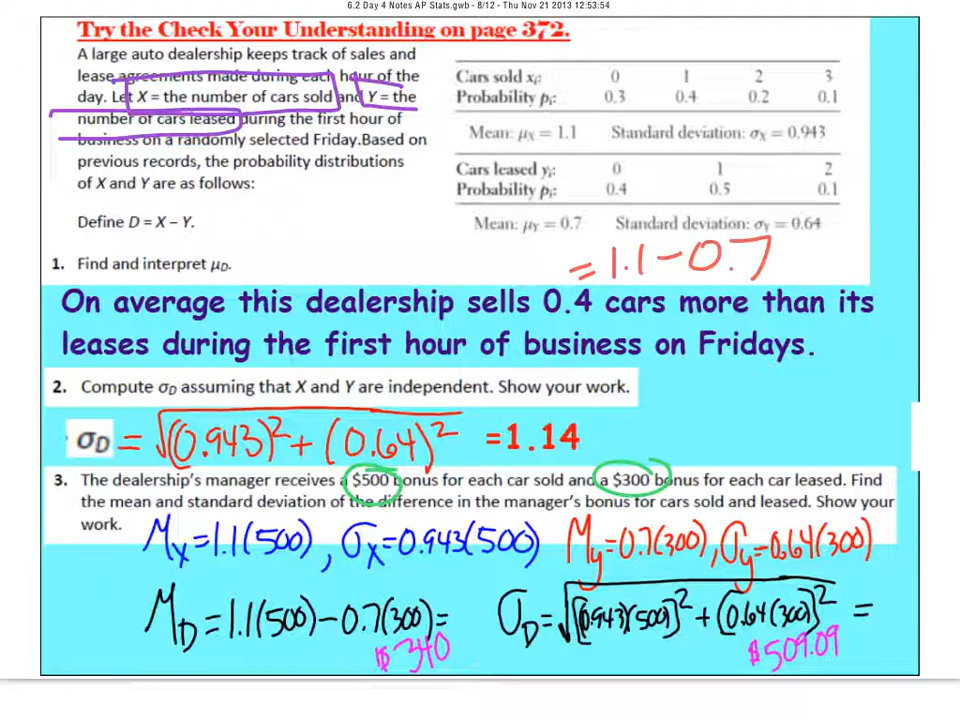 6.2 Day 4 Notes AP Stats.gwb - 8/12 - Thu Nov 21 2013 12:53:54
Try the Check Your Understanding on page 372.
A large auto dealership keeps track of sales and
lease agreements made during each hour of the
day. Let X = the number of cars sold and Y = the
number of cars leased during the first hour of
business on a randomly selected Friday.Based on
previous records, the probability distributions
of X and Y are as follows:
Define D = X – Y.
Cars sold xᵢ: 0 1 2 3
Probability pᵢ: 0.3 0.4 0.2 0.1
Mean: μX = 1.1 Standard deviation: σX = 0.943
Cars leased yᵢ: 0 1 2
Probability pᵢ: 0.4 0.5 0.1
Mean: μY = 0.7 Standard deviation: σY = 0.64
1. Find and interpret μD.
= 1.1 - 0.7
On average this dealership sells 0.4 cars more than its
leases during the first hour of business on Fridays.
2. Compute σD assuming that X and Y are independent. Show your work.
σD = √(0.943)² + (0.64)² =1.14
3. The dealership's manager receives a $500 bonus for each car sold and a $300 bonus for each car leased. Find
the mean and standard deviation of the difference in the manager's bonus for cars sold and leased. Show your
work.
μx = 1.1(500), σx = 0.943(500) μy = 0.7(300), σy = 0.64(300)
μD = 1.1(500) - 0.7(300) = σD = √((0.943)(500))² + (0.64(300))² =
$340 $509.09